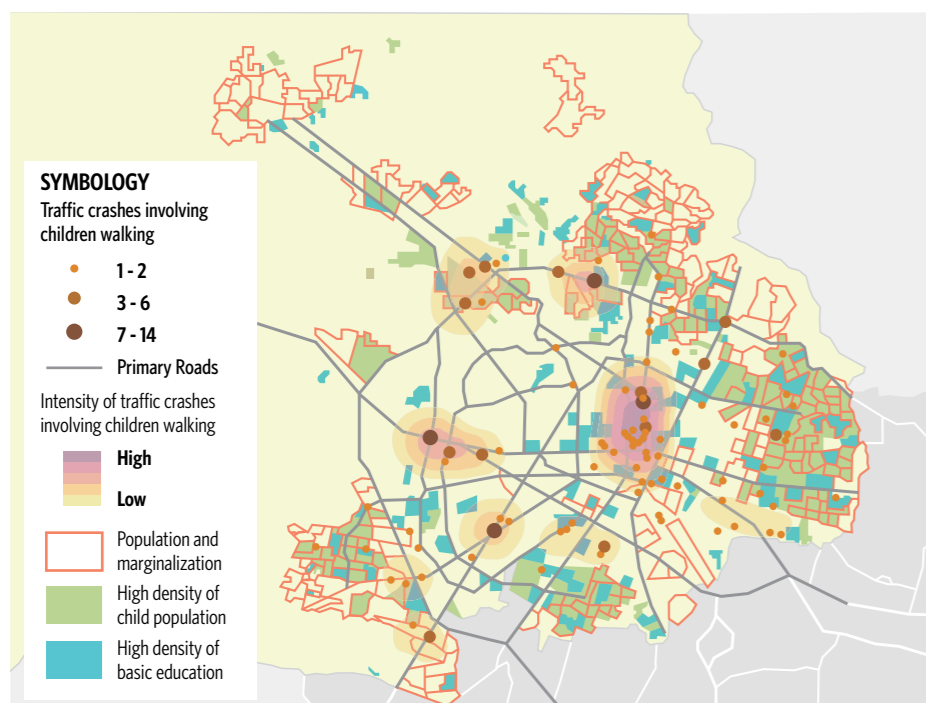 SYMBOLOGY
Traffic crashes involving
children walking
1 - 2
3 - 6
7 - 14
Primary Roads
Intensity of traffic crashes
involving children walking
High
Low
Population and
marginalization
High density of
child population
High density of
basic education